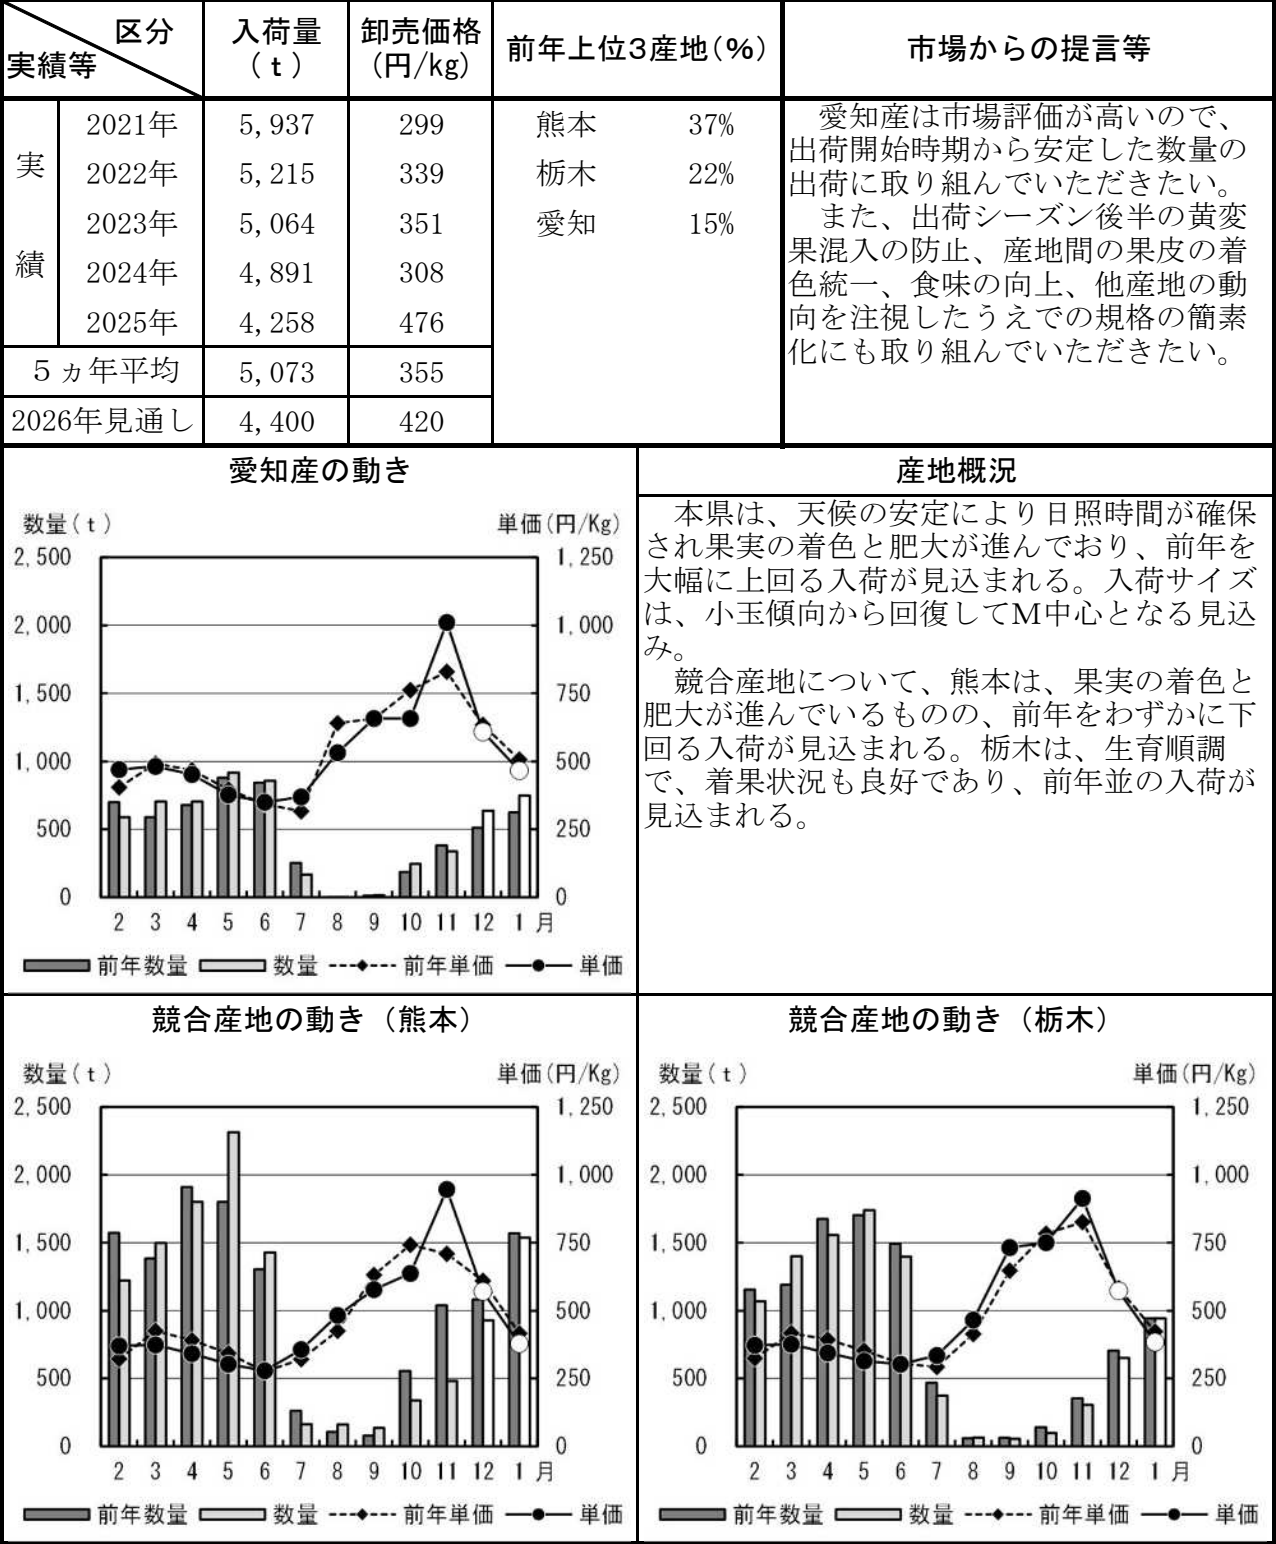 区分
実績等
入荷量
(ｔ)
卸売価格
(円/kg)
前年上位3産地(％)
市場からの提言等
実績
2021年 5,937 299
2022年 5,215 339
2023年 5,064 351
2024年 4,891 308
2025年 4,258 476
５ヵ年平均 5,073 355
2026年見通し 4,400 420
熊本 37%
栃木 22%
愛知 15%
　愛知産は市場評価が高いので、
出荷開始時期から安定した数量の
出荷に取り組んでいただきたい。
　また、出荷シーズン後半の黄変
果混入の防止、産地間の果皮の着
色統一、食味の向上、他産地の動
向を注視したうえでの規格の簡素
化にも取り組んでいただきたい。
愛知産の動き
数量(ｔ) 単価(円/Kg)
2,500 1,250
2,000 1,000
1,500 750
1,000 500
500 250
0 0
2 3 4 5 6 7 8 9 10 11 12 1 月
前年数量 数量 前年単価 単価
産地概況
　本県は、天候の安定により日照時間が確保
され果実の着色と肥大が進んでおり、前年を
大幅に上回る入荷が見込まれる。入荷サイズ
は、小玉傾向から回復してＭ中心となる見込
み。
　競合産地について、熊本は、果実の着色と
肥大が進んでいるものの、前年をわずかに下
回る入荷が見込まれる。栃木は、生育順調
で、着果状況も良好であり、前年並の入荷が
見込まれる。
競合産地の動き（熊本）
数量(ｔ) 単価(円/Kg)
2,500 1,250
2,000 1,000
1,500 750
1,000 500
500 250
0 0
2 3 4 5 6 7 8 9 10 11 12 1 月
前年数量 数量 前年単価 単価
競合産地の動き（栃木）
数量(ｔ) 単価(円/Kg)
2,500 1,250
2,000 1,000
1,500 750
1,000 500
500 250
0 0
2 3 4 5 6 7 8 9 10 11 12 1 月
前年数量 数量 前年単価 単価